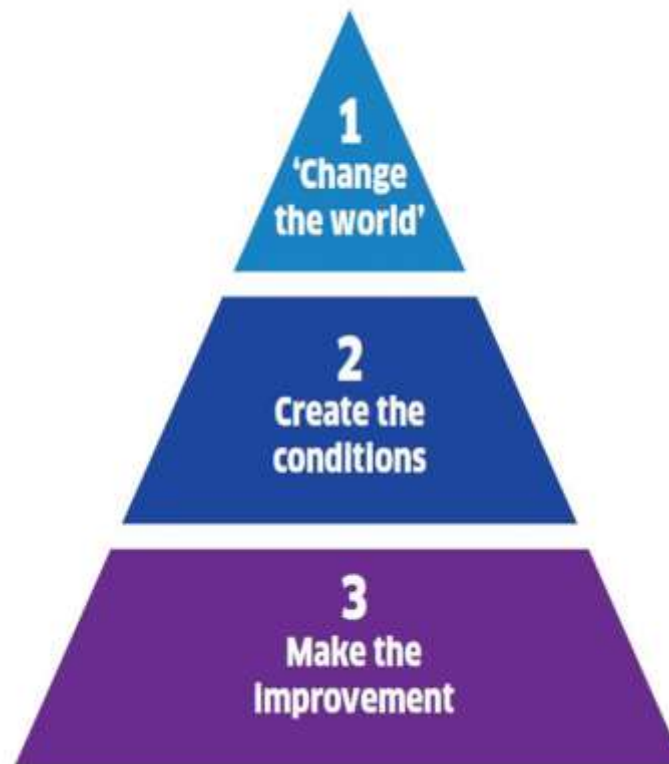 1
‘Change
the world’
2
Create the
conditions
3
Make the
improvement